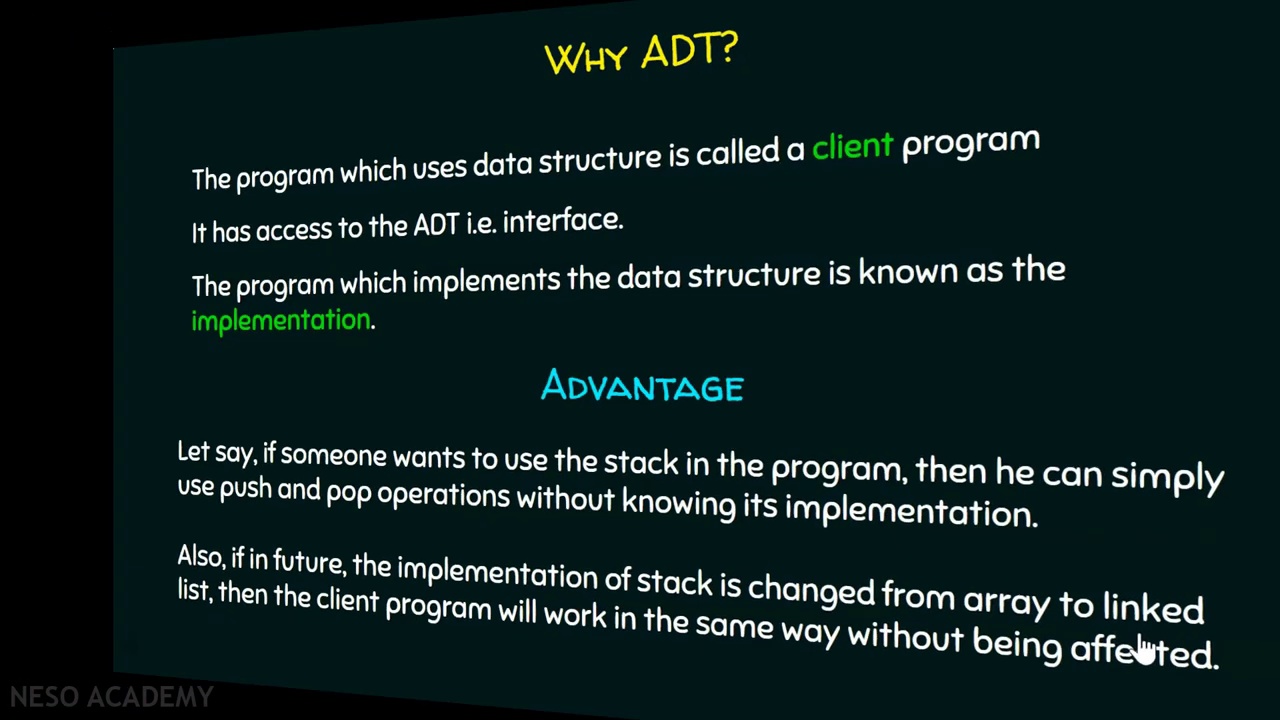 WHY ADT?
The program which uses data structure is called a client program
It has access to the ADT i.e. interface.
The program which implements the data structure is known as the
implementation.
ADVANTAGE
Let say, if someone wants to use the stack in the program, then he can simply
use push and pop operations without knowing its implementation.
Also, if in future, the implementation of stack is changed from array to linked
list, then the client program will work in the same way without being affected.
NESO ACADEMY